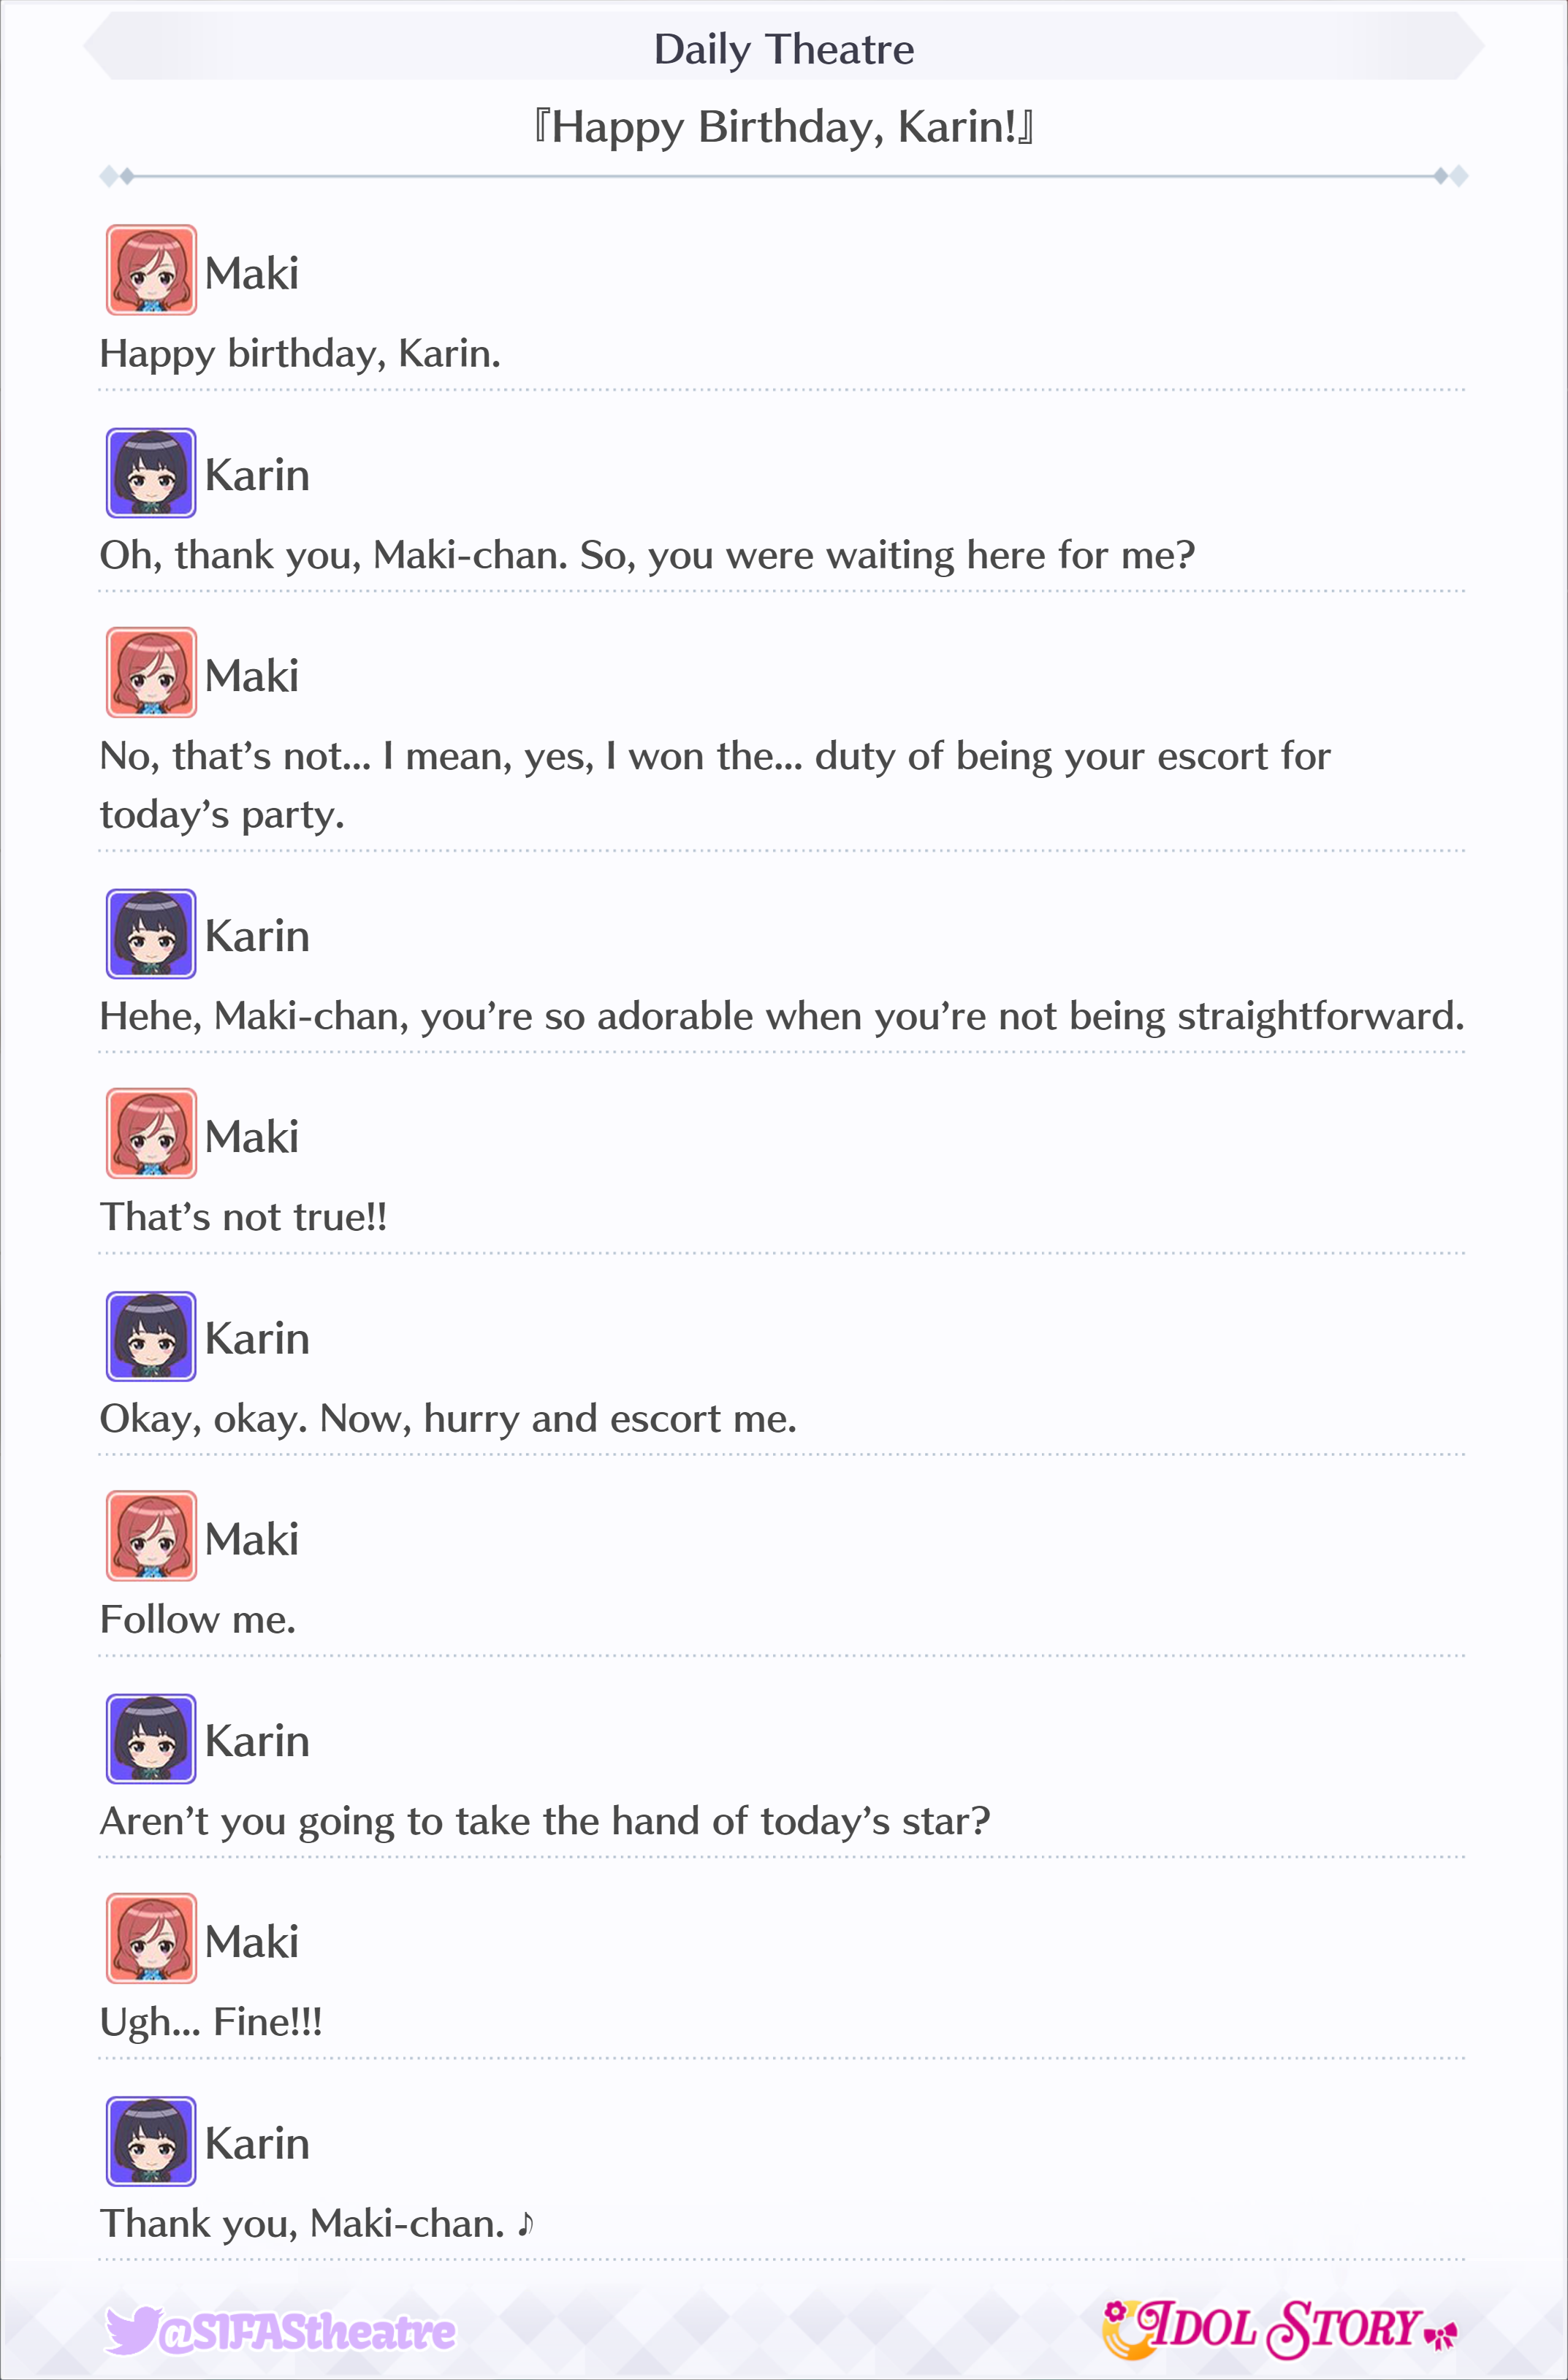 Daily Theatre
『Happy Birthday, Karin!』
Maki
Happy birthday, Karin.
Karin
Oh, thank you, Maki-chan. So, you were waiting here for me?
Maki
No, that’s not... I mean, yes, I won the... duty of being your escort for
today’s party.
Karin
Hehe, Maki-chan, you’re so adorable when you’re not being straightforward.
Maki
That’s not true!!
Karin
Okay, okay. Now, hurry and escort me.
Maki
Follow me.
Karin
Aren’t you going to take the hand of today’s star?
Maki
Ugh... Fine!!!
Karin
Thank you, Maki-chan. ♪
@SIFAStheatre
IDOL STORY